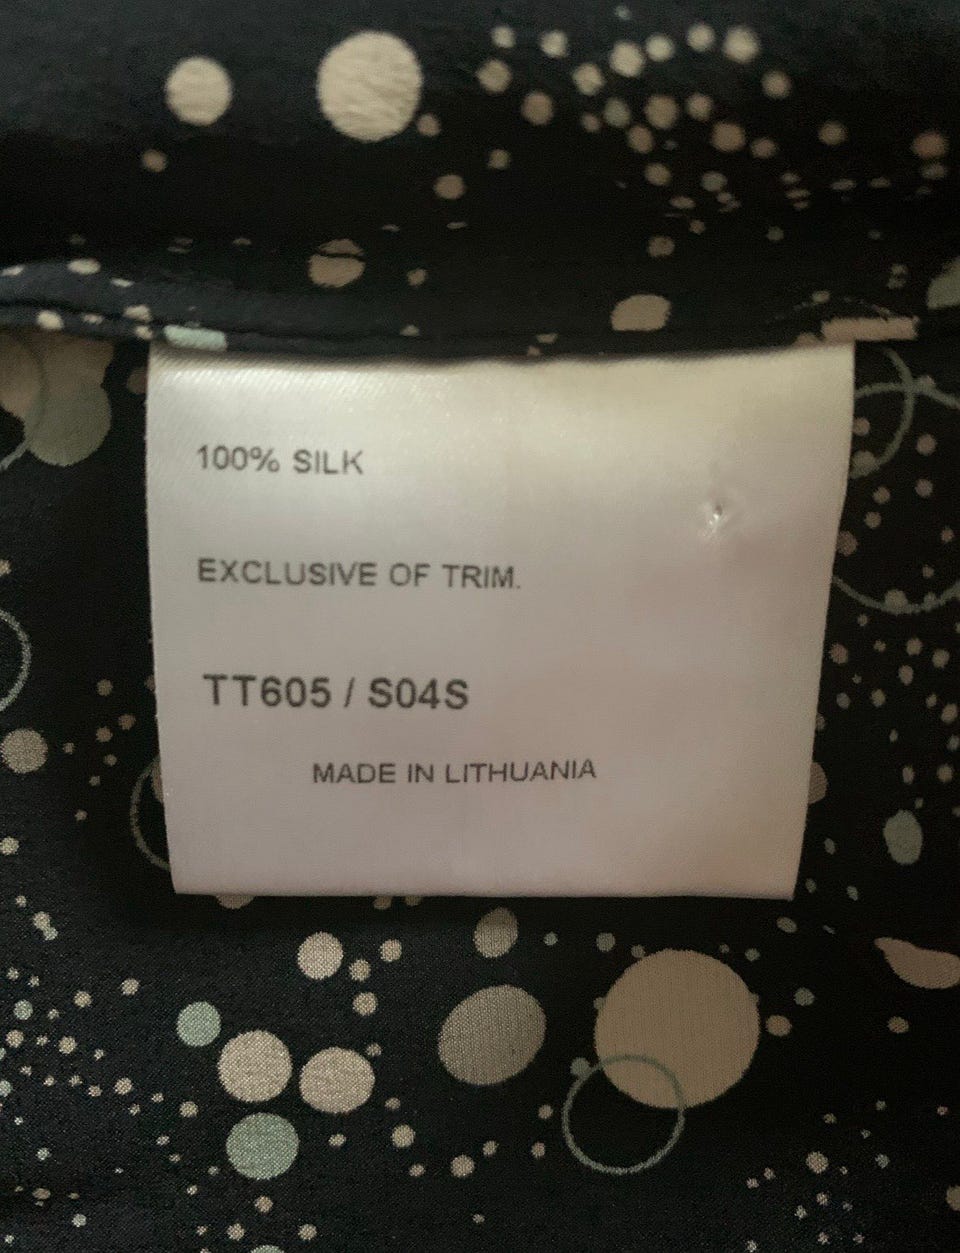 100% SILK
EXCLUSIVE OF TRIM.
TT605 / S04S
MADE IN LITHUANIA